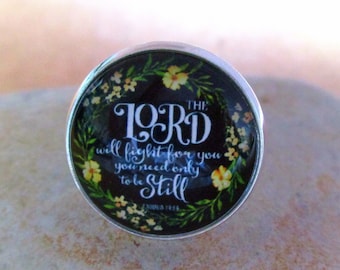 THE
LORD
will fight for you
you need only
to be
Still